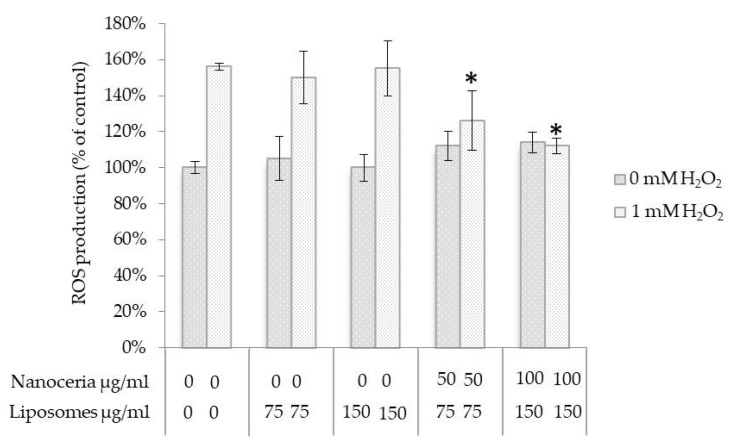 180%
160%
140%
120%
100%
80%
60%
40%
20%
0%
ROS production (% of control)
*
*
0 mM H₂O₂
1 mM H₂O₂
Nanoceria µg/ml 0 0 0 0 0 0 50 50 100 100
Liposomes µg/ml 0 0 75 75 150 150 75 75 150 150